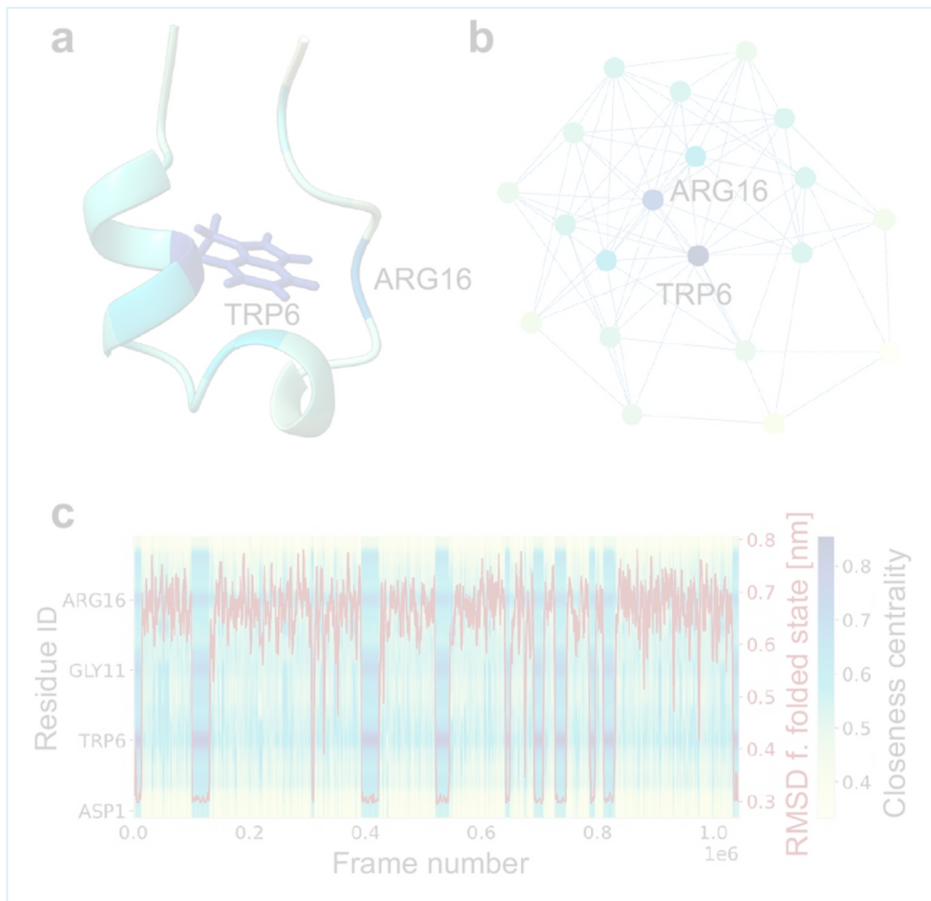 a
b
ARG16
TRP6
ARG16
TRP6
c
Residue ID
ARG16
GLY11
TRP6
ASP1
0.0 0.2 0.4 0.6 0.8 1.0
1e6
Frame number
0.8
0.7
0.6
0.5
0.4
0.3
RMSD f. folded state [nm]
0.8
0.7
0.6
0.5
0.4
Closeness centrality